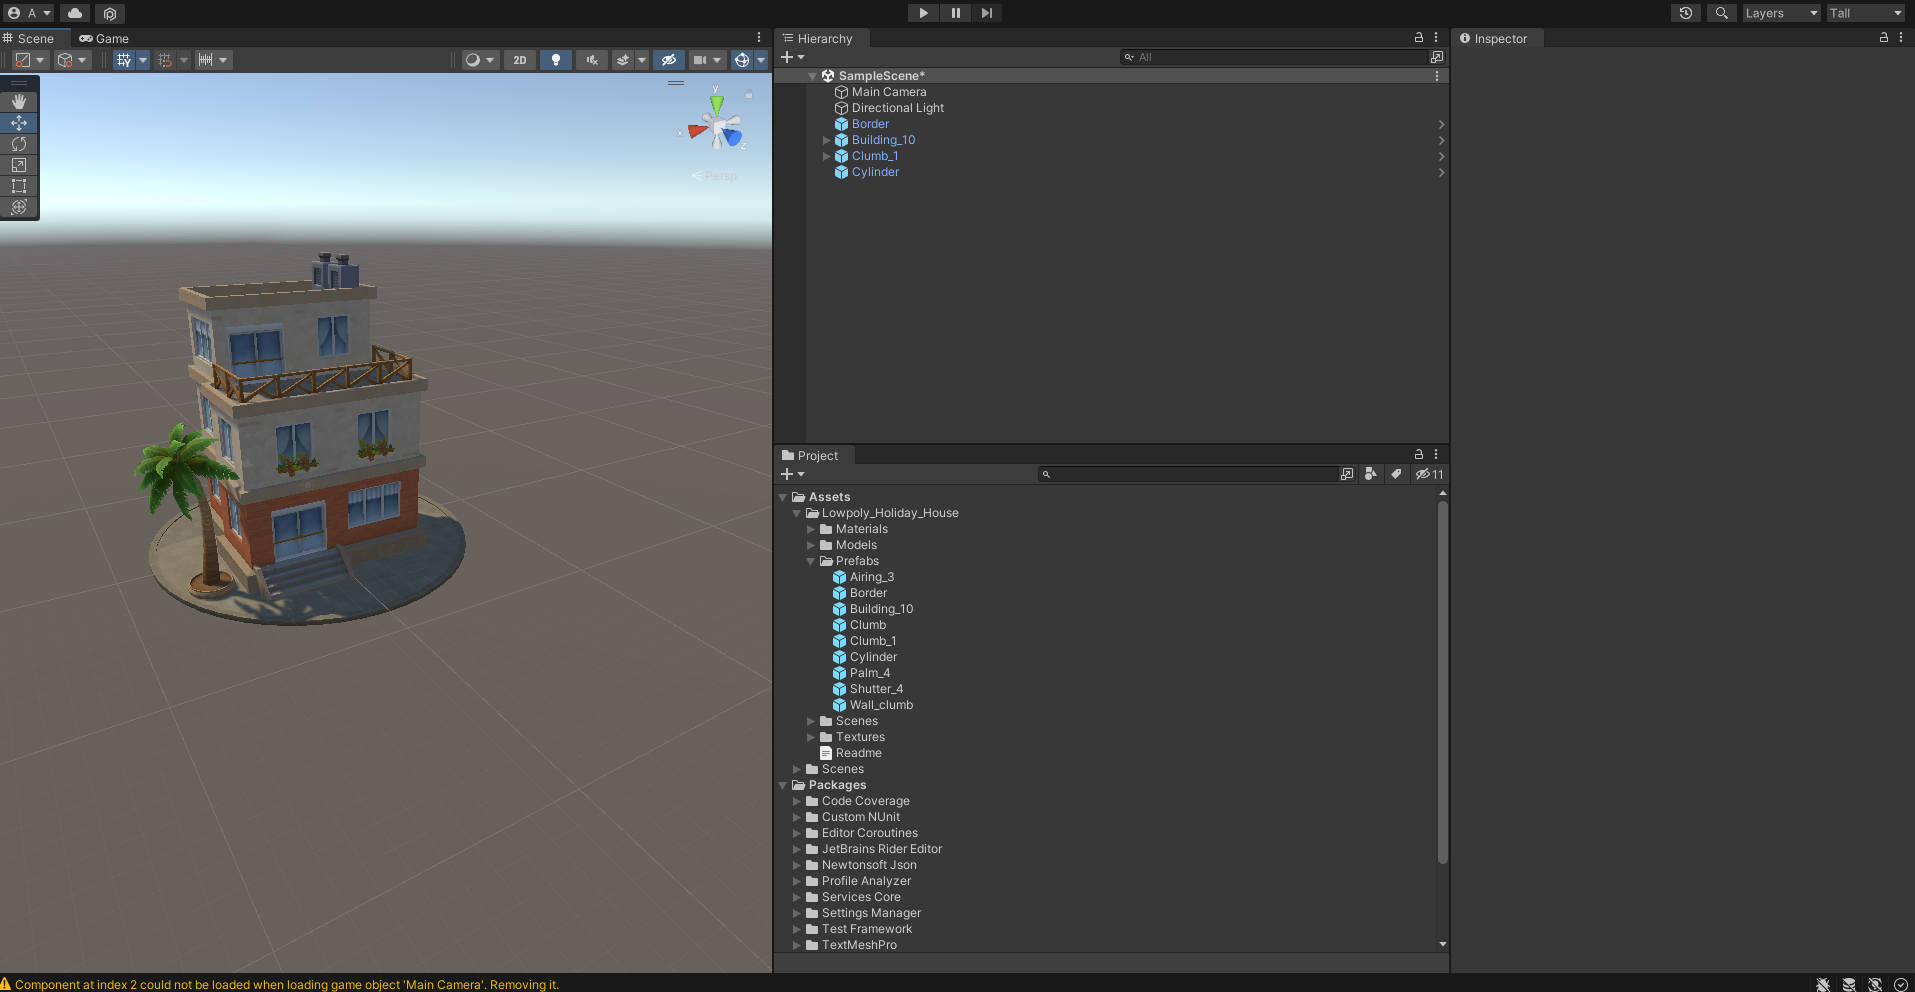 A
Layers
Tall
Scene
Game
2D
y
x
z
Persp
Hierarchy
All
SampleScene*
Main Camera
Directional Light
Border
Building_10
Clumb_1
Cylinder
Project
11
Assets
Lowpoly_Holiday_House
Materials
Models
Prefabs
Airing_3
Border
Building_10
Clumb
Clumb_1
Cylinder
Palm_4
Shutter_4
Wall_clumb
Scenes
Textures
Readme
Scenes
Packages
Code Coverage
Custom NUnit
Editor Coroutines
JetBrains Rider Editor
Newtonsoft Json
Profile Analyzer
Services Core
Settings Manager
Test Framework
TextMeshPro
Inspector
Component at index 2 could not be loaded when loading game object 'Main Camera'. Removing it.